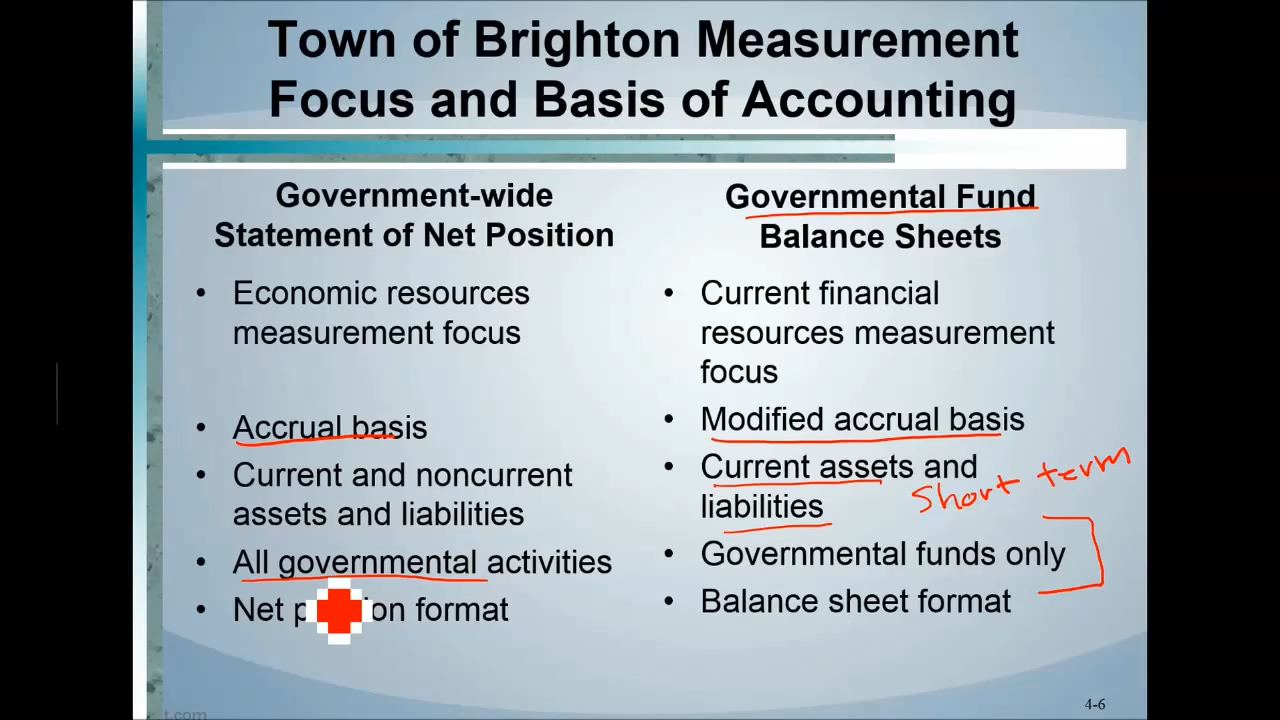 Town of Brighton Measurement
Focus and Basis of Accounting
Government-wide
Statement of Net Position
• Economic resources
measurement focus
• Accrual basis
• Current and noncurrent
assets and liabilities
• All governmental activities
• Net format
Governmental Fund
Balance Sheets
• Current financial
resources measurement
focus
• Modified accrual basis
• Current assets and
liabilities
short term
• Governmental funds only
• Balance sheet format
4-6
t.com